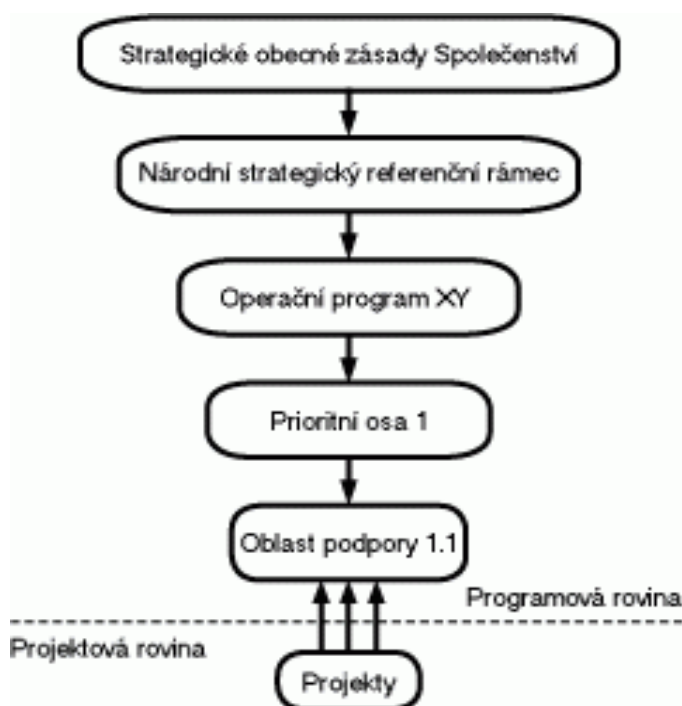 Strategické obecné zásady Společenství
Národní strategický referenční rámec
Operační program XY
Prioritní osa 1
Oblast podpory 1.1
Programová rovina
Projektová rovina
Projekty